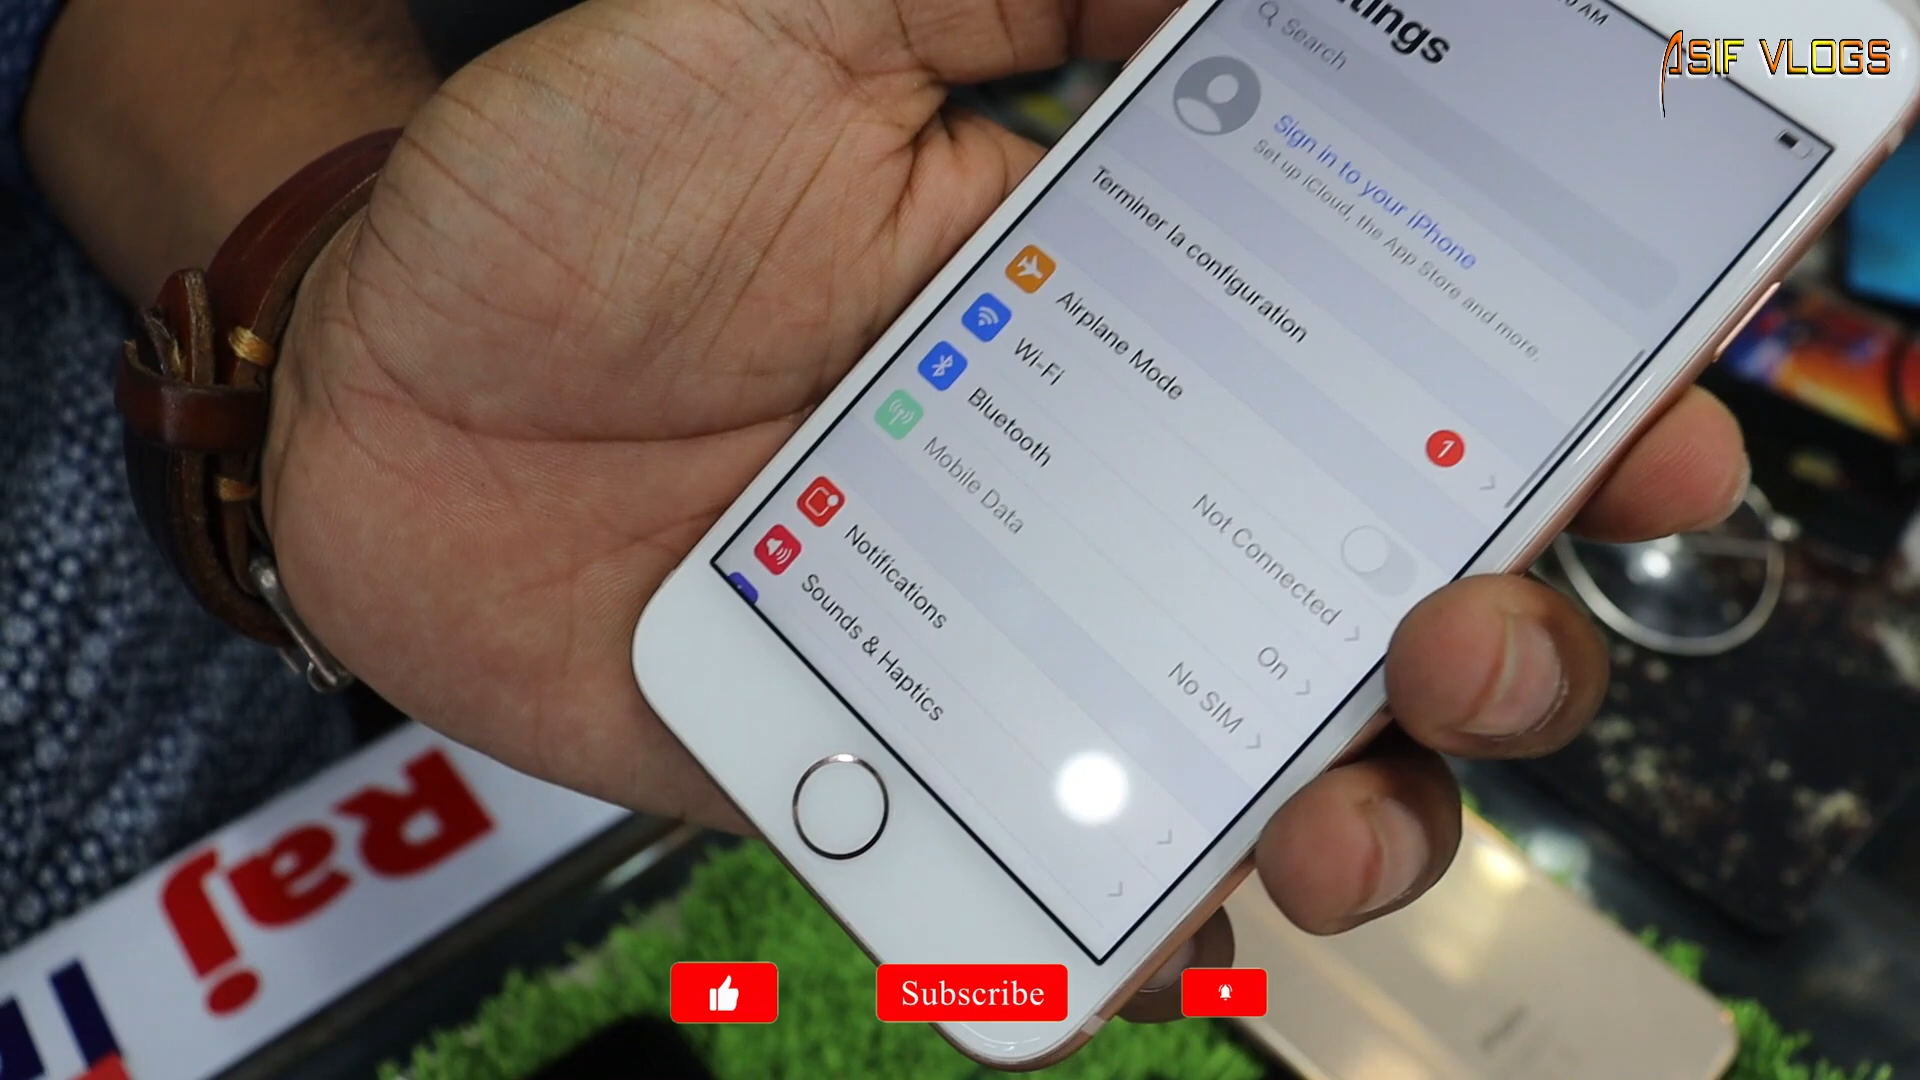 ASIF VLOGS
Search
Sign in to your iPhone
Set up iCloud, the App Store and more.
Terminer la configuration
1
Airplane Mode
Wi-Fi
Not Connected
Bluetooth
On
Mobile Data
No SIM
Notifications
Sounds & Haptics
Raj
Subscribe